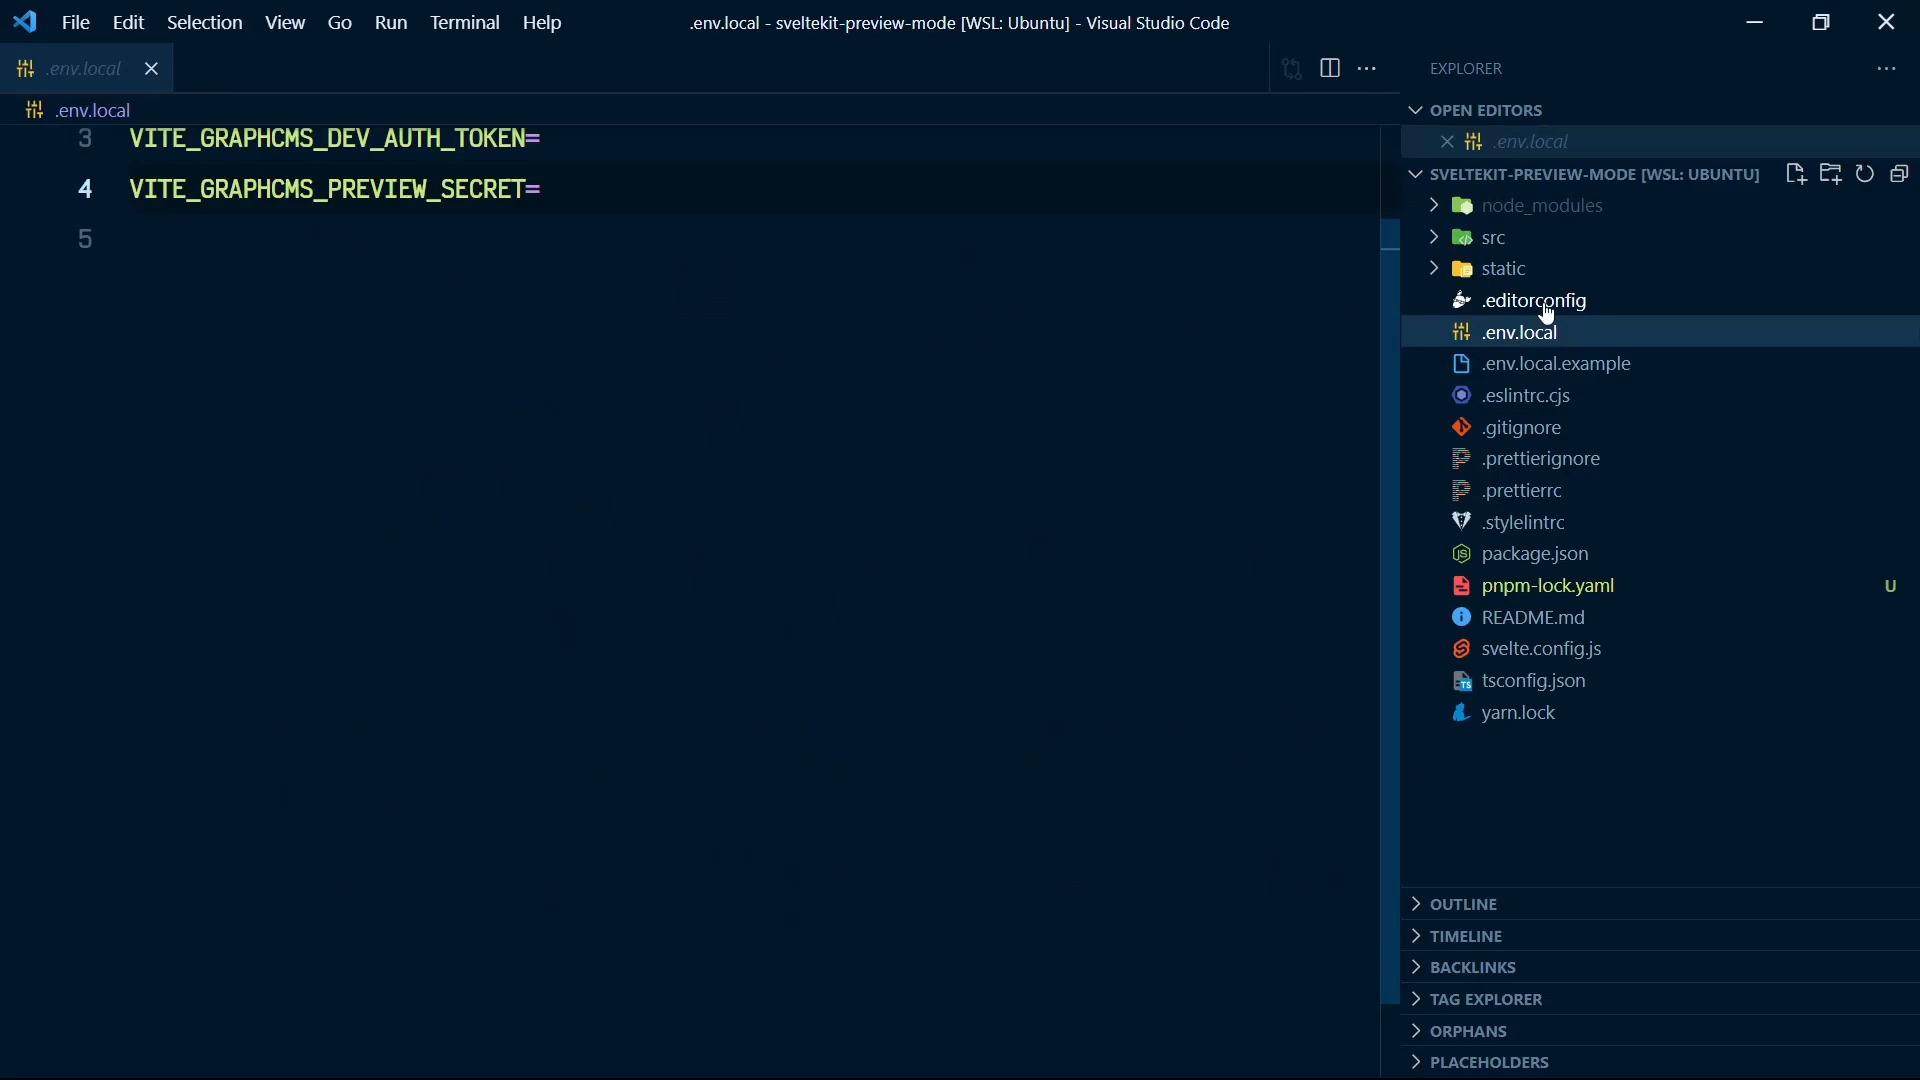 File Edit Selection View Go Run Terminal Help
.env.local - sveltekit-preview-mode [WSL: Ubuntu] - Visual Studio Code
.env.local
.env.local
3 VITE_GRAPHCMS_DEV_AUTH_TOKEN=
4 VITE_GRAPHCMS_PREVIEW_SECRET=
5
EXPLORER
OPEN EDITORS
.env.local
SVELTEKIT-PREVIEW-MODE [WSL: UBUNTU]
node_modules
src
static
.editorconfig
.env.local
.env.local.example
.eslintrc.cjs
.gitignore
.prettierignore
.prettierrc
.stylelintrc
package.json
pnpm-lock.yaml U
README.md
svelte.config.js
tsconfig.json
yarn.lock
OUTLINE
TIMELINE
BACKLINKS
TAG EXPLORER
ORPHANS
PLACEHOLDERS